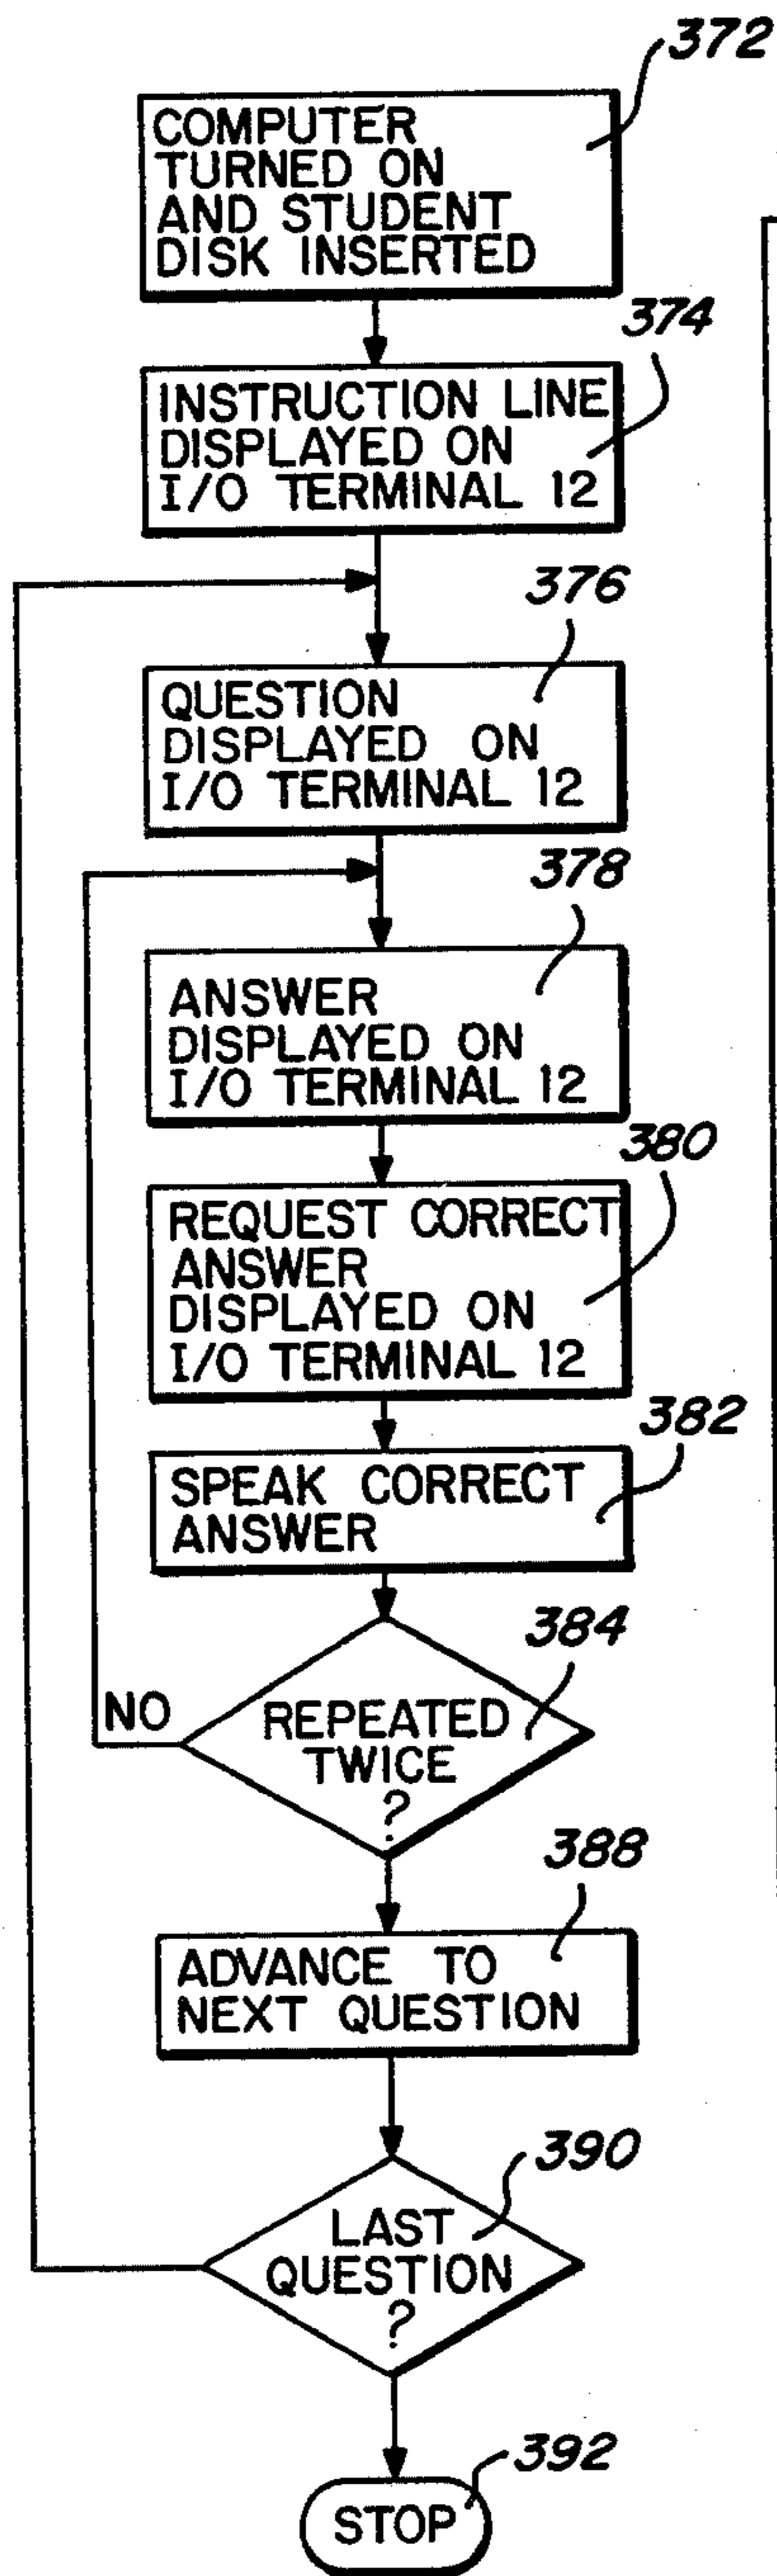 372
COMPUTER
TURNED ON
AND STUDENT
DISK INSERTED
374
INSTRUCTION LINE
DISPLAYED ON
I/O TERMINAL 12
376
QUESTION
DISPLAYED ON
I/O TERMINAL 12
378
ANSWER
DISPLAYED ON
I/O TERMINAL 12
380
REQUEST CORRECT
ANSWER
DISPLAYED ON
I/O TERMINAL 12
382
SPEAK CORRECT
ANSWER
384
NO
REPEATED
TWICE
?
388
ADVANCE TO
NEXT QUESTION
390
LAST
QUESTION
?
392
STOP